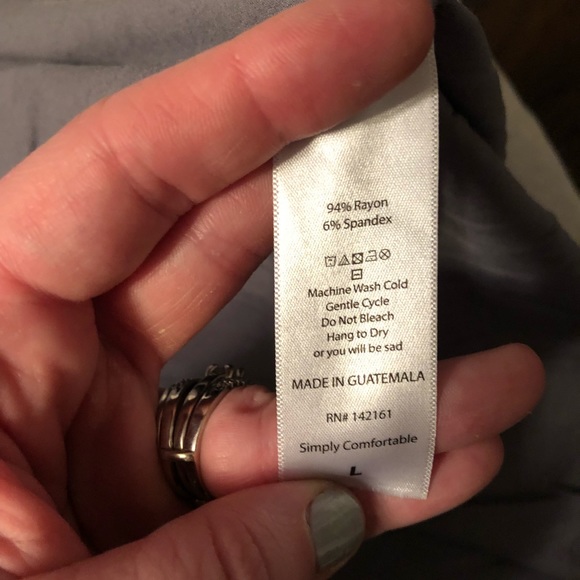 94% Rayon
6% Spandex
Machine Wash Cold
Gentle Cycle
Do Not Bleach
Hang to Dry
or you will be sad
MADE IN GUATEMALA
RN# 142161
Simply Comfortable
L